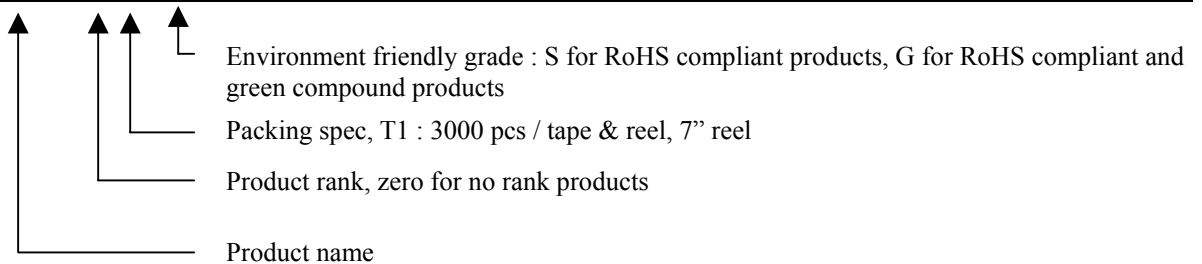 Environment friendly grade : S for RoHS compliant products, G for RoHS compliant and
green compound products
Packing spec, T1 : 3000 pcs / tape & reel, 7” reel
Product rank, zero for no rank products
Product name